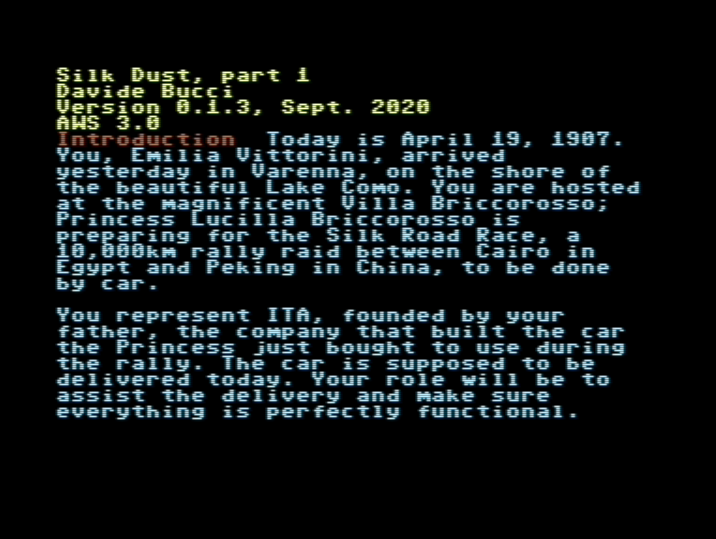 Silk Dust, part 1
Davide Bucci
Version 0.1.3, Sept. 2020
AWS 3.0
Introduction  Today is April 19, 1907.
You, Emilia Vittorini, arrived
yesterday in Varenna, on the shore of
the beautiful Lake Como. You are hosted
at the magnificent Villa Briccorosso;
Princess Lucilla Briccorosso is
preparing for the Silk Road Race, a
10,000km rally raid between Cairo in
Egypt and Peking in China, to be done
by car.
You represent ITA, founded by your
father, the company that built the car
the Princess just bought to use during
the rally. The car is supposed to be
delivered today. Your role will be to
assist the delivery and make sure
everything is perfectly functional.